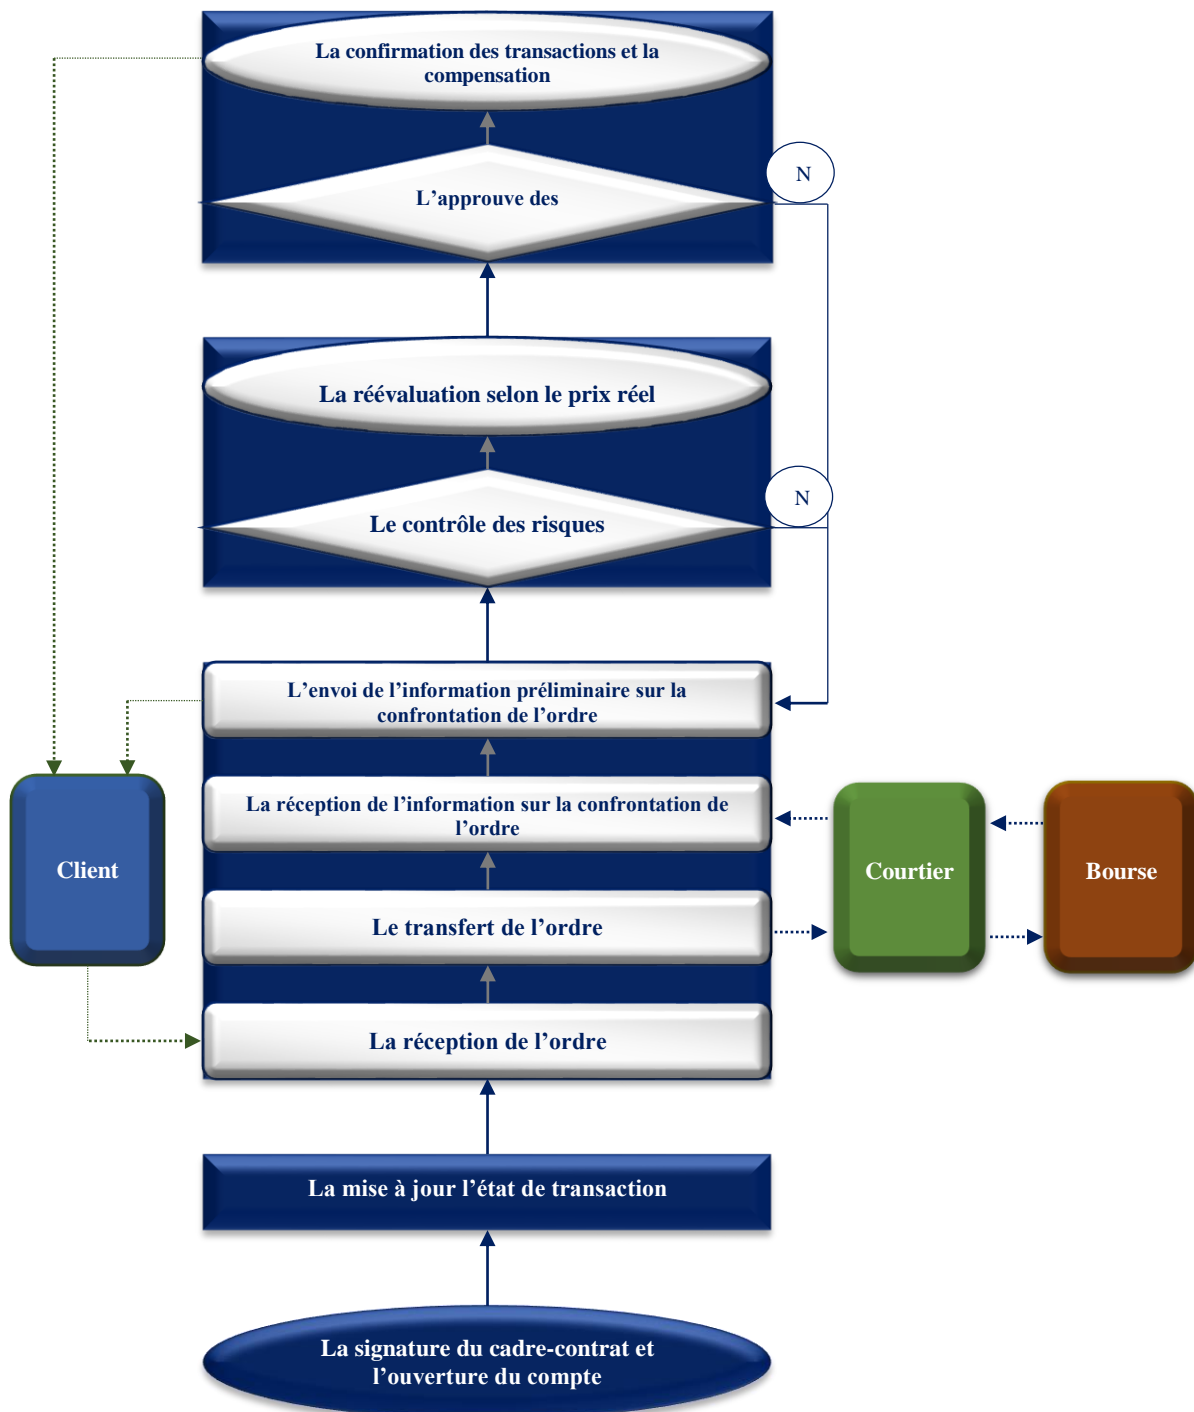 La confirmation des transactions et la
compensation
N
L’approuve des
La réévaluation selon le prix réel
N
Le contrôle des risques
L’envoi de l’information préliminaire sur la
confrontation de l’ordre
La réception de l’information sur la confrontation de
l’ordre
Client
Courtier
Bourse
Le transfert de l’ordre
La réception de l’ordre
La mise à jour l’état de transaction
La signature du cadre-contrat et
l’ouverture du compte